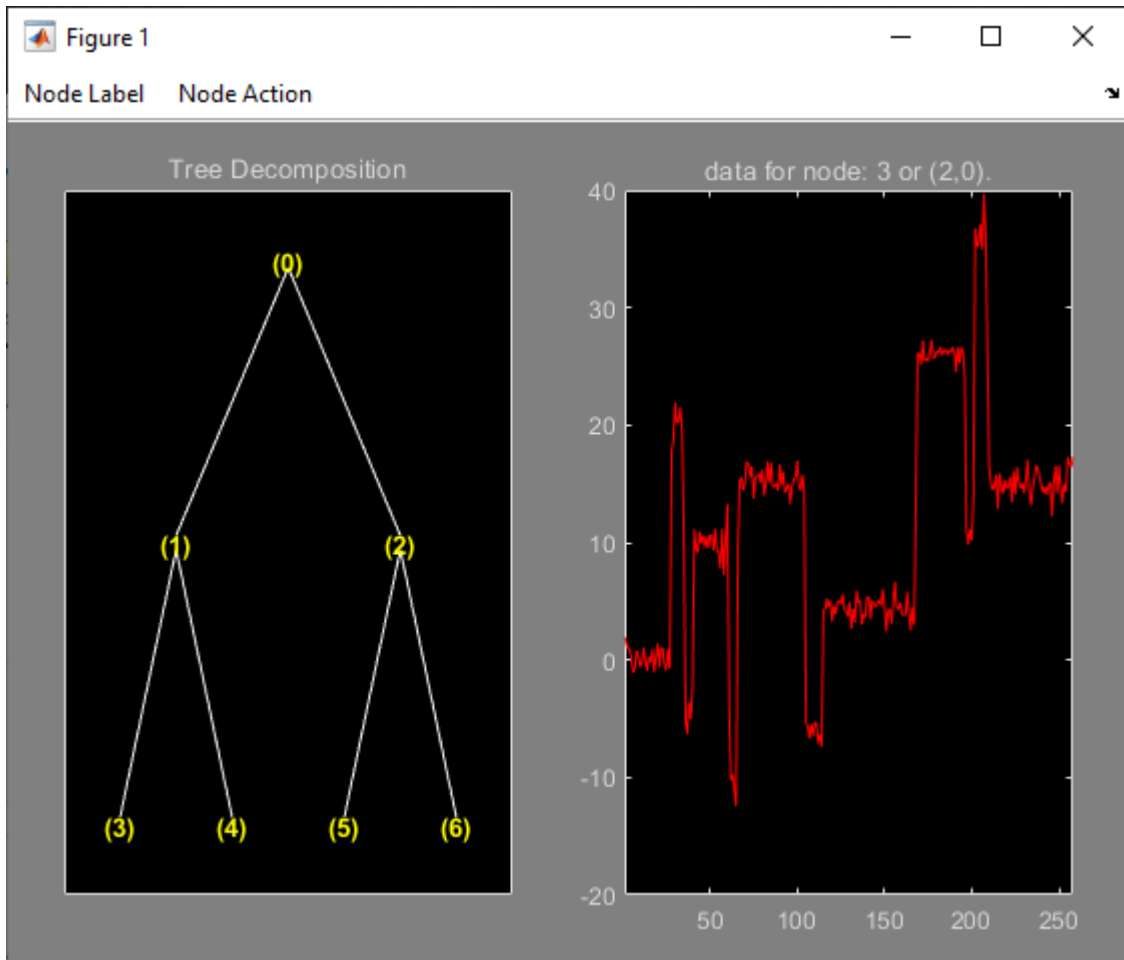 Figure 1
Node Label Node Action
Tree Decomposition
(0)
(1) (2)
(3) (4) (5) (6)
data for node: 3 or (2,0).
40
30
20
10
0
-10
-20
50 100 150 200 250